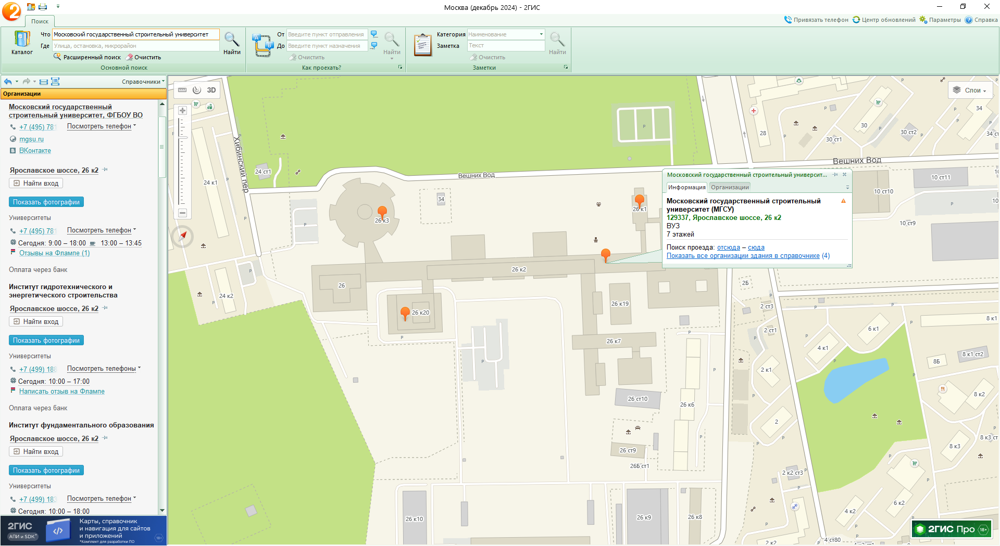 Москва (декабрь 2024) - 2ГИС
Поиск
Привязать телефон
Центр обновлений
Параметры
Справка
Каталог
Что
Московский государственный строительный университет
Где
Улица, остановка, микрорайон
Расширенный поиск
Очистить
Найти
Основной поиск
От
Введите пункт отправления
До
Введите пункт назначения
Очистить
Найти
Как проехать?
Категория
Наименование
Заметка
Текст
Очистить
Найти
Заметки
Справочники
Организации
Московский государственный
строительный университет, ФГБОУ ВО
+7 (495) 781
Посмотреть телефон
mgsu.ru
ВКонтакте
Ярославское шоссе, 26 к2
Найти вход
Показать фотографии
Университеты
+7 (495) 781
Посмотреть телефон
Сегодня: 9:00 – 18:00 13:00 – 13:45
Отзывы на Флампе (1)
Оплата через банк
Институт гидротехнического и
энергетического строительства
Ярославское шоссе, 26 к2
Найти вход
Показать фотографии
Университеты
+7 (499) 188
Посмотреть телефоны
Сегодня: 10:00 – 17:00
Написать отзыв на Флампе
Оплата через банк
Институт фундаментального образования
Ярославское шоссе, 26 к2
Найти вход
Показать фотографии
Университеты
+7 (499) 183
Посмотреть телефон
Сегодня: 10:00 – 18:00
2ГИС
АПИ и SDK*
Карты, справочник
и навигация для сайтов
и приложений
*Комплект для разработки ПО
18+
3D
Слои
Хибинский пер
Вешних Вод
Вешних Вод
24 к1
24 ст1
24 к2
34
26 к3
26 к1
26 к2
26
26 к20
26 к19
26 к7
26 ст10
26 к6
26 ст9
26Б ст1
26 к10
26 к9
26 к8
28
30
30 ст1
30 ст2
34
34 ст
10 ст11
10 ст10
10 ст9
10
2Б
2 ст3
2 ст1
2 к1
2
2 к2 ст3
2 к2
4 к1
4 к2
4 ст80
6 к1
6 к2
8Б
8 к1
8 к1 ст2
8 к2
8 к3
8 к3 ст
Московский государственный строительный университ...
Информация
Организации
Московский государственный строительный
университет (МГСУ)
129337, Ярославское шоссе, 26 к2
ВУЗ
7 этажей
Поиск проезда: отсюда – сюда
Показать все организации здания в справочнике (4)
2ГИС Про
18+